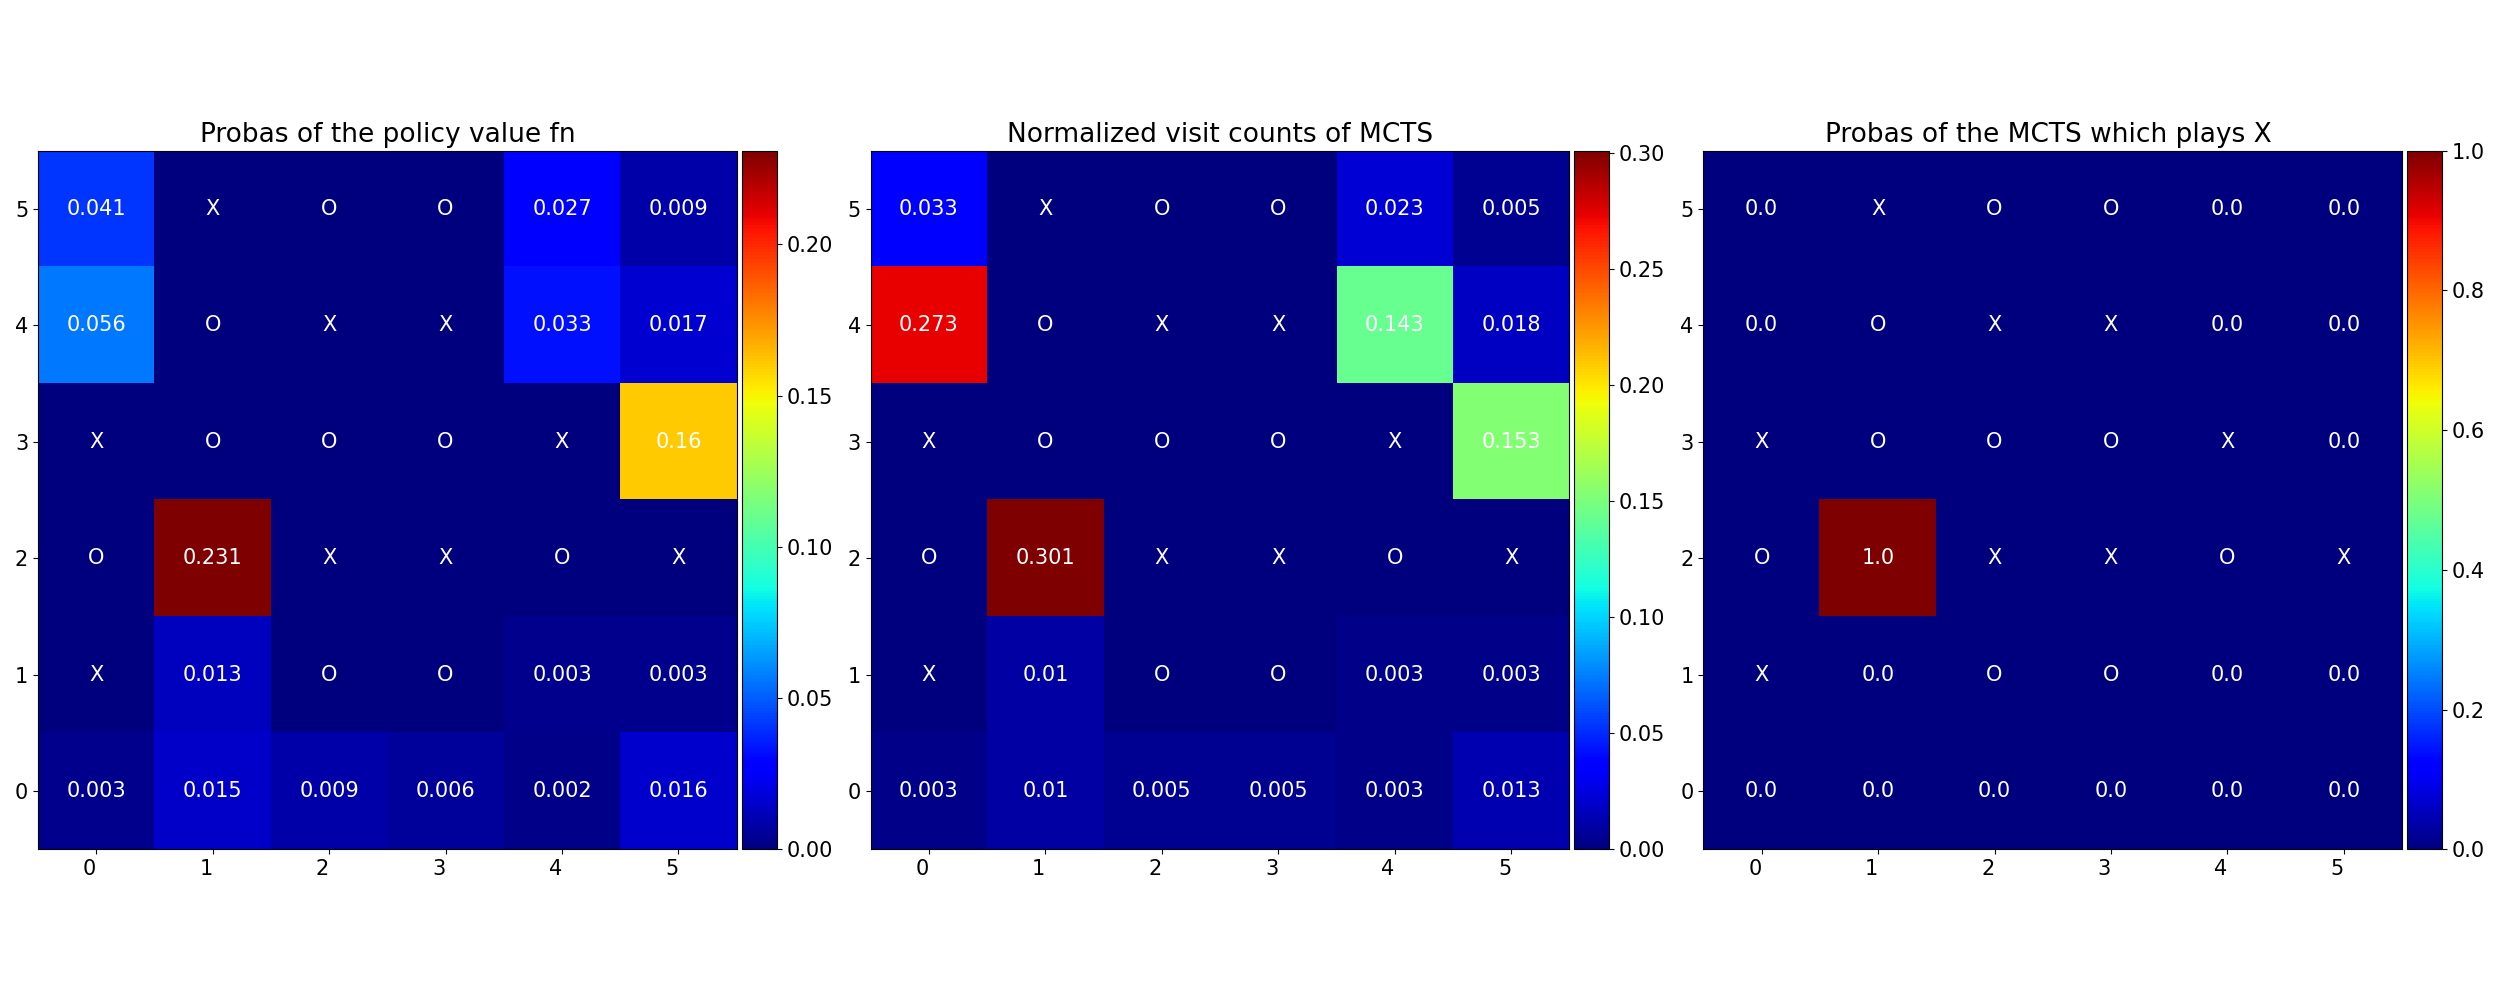 Probas of the policy value fn
Normalized visit counts of MCTS
Probas of the MCTS which plays X
5 0.041 X O O 0.027 0.009
4 0.056 O X X 0.033 0.017
3 X O O O X 0.16
2 O 0.231 X X O X
1 X 0.013 O O 0.003 0.003
0 0.003 0.015 0.009 0.006 0.002 0.016
0 1 2 3 4 5
0.20
0.15
0.10
0.05
0.00
5 0.033 X O O 0.023 0.005
4 0.273 O X X 0.143 0.018
3 X O O O X 0.153
2 O 0.301 X X O X
1 X 0.01 O O 0.003 0.003
0 0.003 0.01 0.005 0.005 0.003 0.013
0 1 2 3 4 5
0.30
0.25
0.20
0.15
0.10
0.05
0.00
5 0.0 X O O 0.0 0.0
4 0.0 O X X 0.0 0.0
3 X O O O X 0.0
2 O 1.0 X X O X
1 X 0.0 O O 0.0 0.0
0 0.0 0.0 0.0 0.0 0.0 0.0
0 1 2 3 4 5
1.0
0.8
0.6
0.4
0.2
0.0